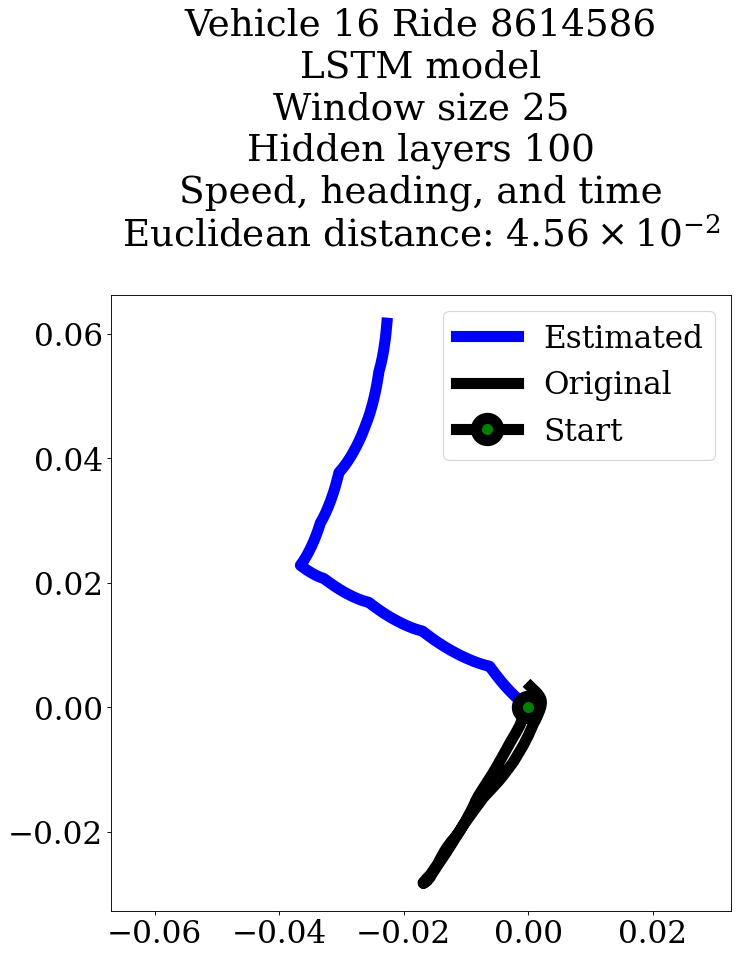 Vehicle 16 Ride 8614586
LSTM model
Window size 25
Hidden layers 100
Speed, heading, and time
Euclidean distance: 4.56 × 10⁻²
Estimated
Original
Start
0.06
0.04
0.02
0.00
−0.02
−0.06 −0.04 −0.02 0.00 0.02